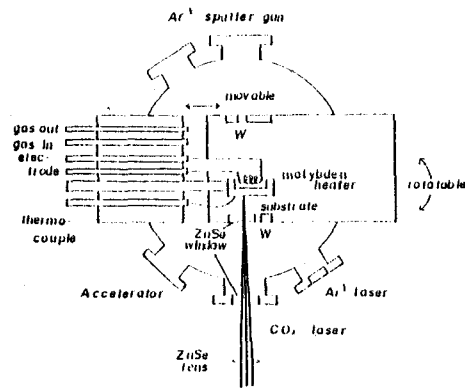 Ar⁺ sputter gun
movable
gas out
gas in
elec-
trode
W
molybden
heater
rotatable
substrate
thermo-
couple
ZnSe
window
W
Accelerator
Ar⁺ laser
CO₂ laser
ZnSe
lens